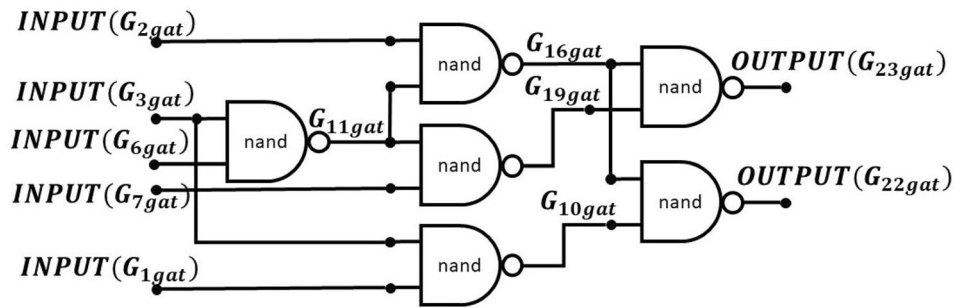 INPUT(G2gat)
nand
G16gat
OUTPUT(G23gat)
nand
INPUT(G3gat)
G19gat
G11gat
nand
INPUT(G6gat)
nand
INPUT(G7gat)
OUTPUT(G22gat)
G10gat
nand
INPUT(G1gat)
nand